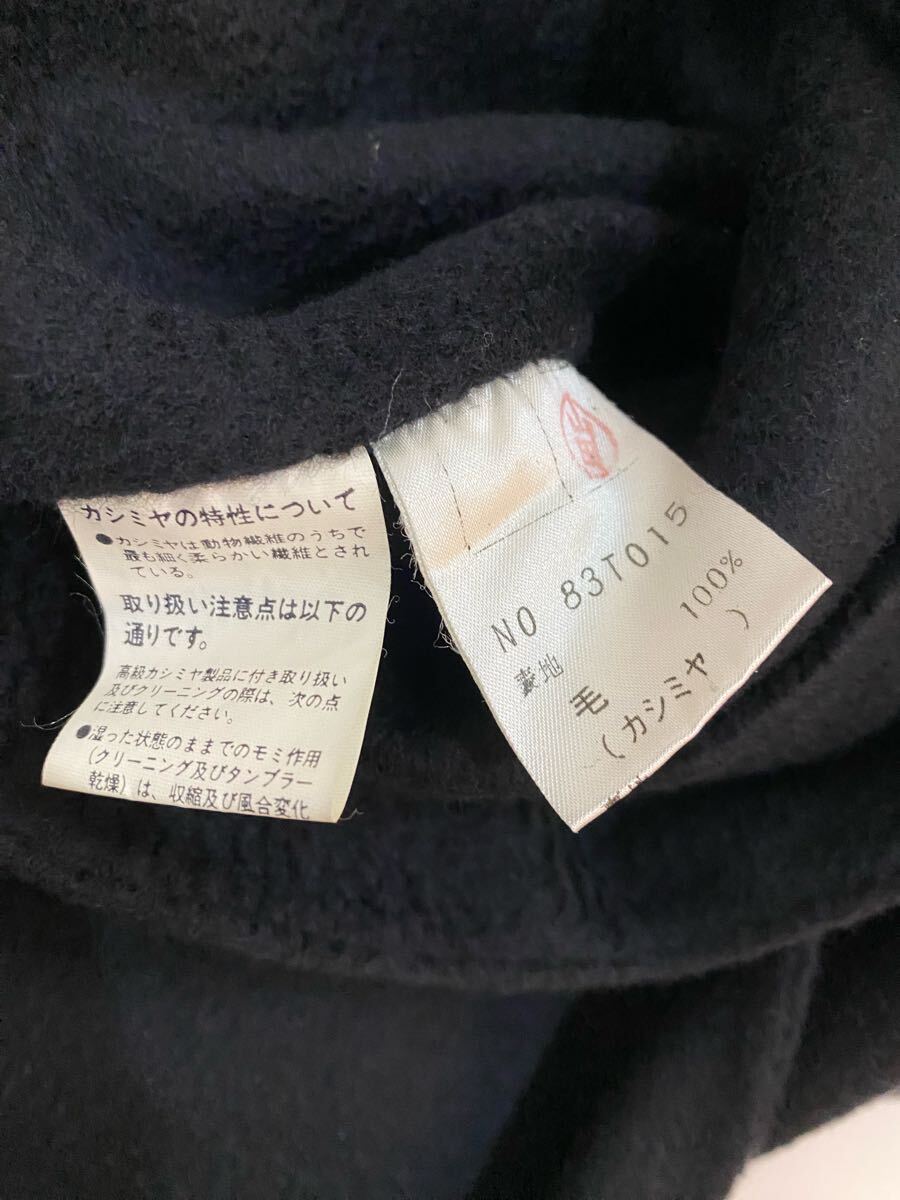 カシミヤの特性について
●カシミヤは動物繊維のうちで
最も細く柔らかい繊維とされ
ている。
取り扱い注意点は以下の
通りです。
高級カシミヤ製品に付き取り扱い
及びクリーニングの際は、次の点
に注意してください。
●湿った状態のままでのモミ作用
(クリーニング及びタンブラー
乾燥)は、収縮及び風合変化
NO 83T015
表地
毛 100%
(カシミヤ )